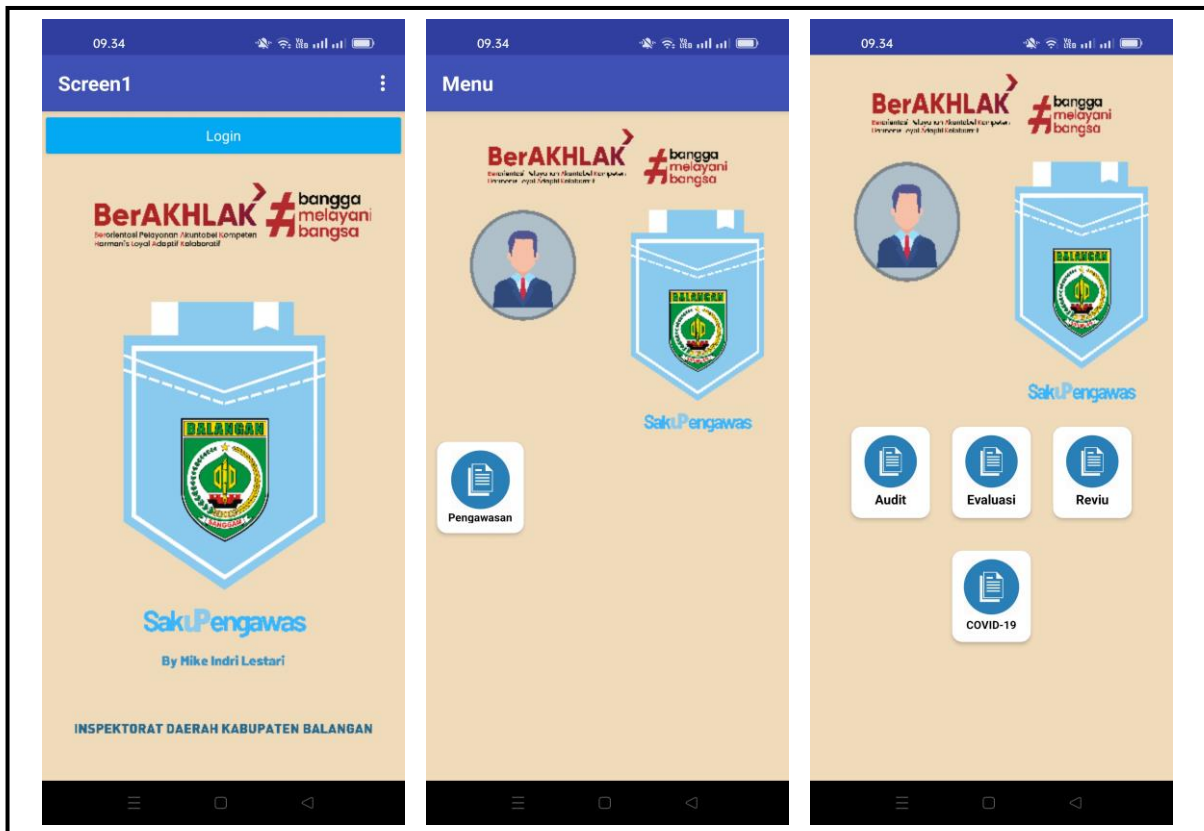 09.34
Screen1
Login
BerAKHLAK
Berorientasi Pelayanan Akuntabel Kompeten
Harmonis Loyal Adaptif Kolaboratif
#bangga
melayani
bangsa
BALANGAN
SANGGAM
SakuPengawas
By Mike Indri Lestari
INSPEKTORAT DAERAH KABUPATEN BALANGAN
09.34
Menu
BerAKHLAK
#bangga
melayani
bangsa
BALANGAN
SakuPengawas
Pengawasan
09.34
BerAKHLAK
#bangga
melayani
bangsa
BALANGAN
SakuPengawas
Audit
Evaluasi
Reviu
COVID-19